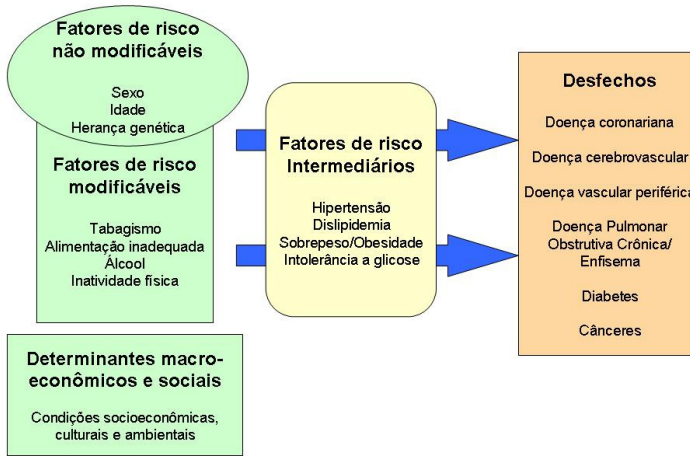 Fatores de risco
não modificáveis
Sexo
Idade
Herança genética
Fatores de risco
modificáveis
Tabagismo
Alimentação inadequada
Álcool
Inatividade física
Determinantes macro-
econômicos e sociais
Condições socioeconômicas,
culturais e ambientais
Fatores de risco
Intermediários
Hipertensão
Dislipidemia
Sobrepeso/Obesidade
Intolerância a glicose
Desfechos
Doença coronariana
Doença cerebrovascular
Doença vascular periférica
Doença Pulmonar
Obstrutiva Crônica/
Enfisema
Diabetes
Cânceres